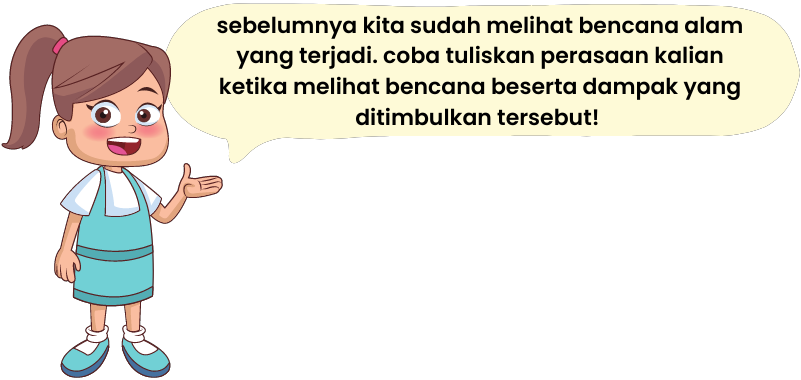 sebelumnya kita sudah melihat bencana alam
yang terjadi. coba tuliskan perasaan kalian
ketika melihat bencana beserta dampak yang
ditimbulkan tersebut!